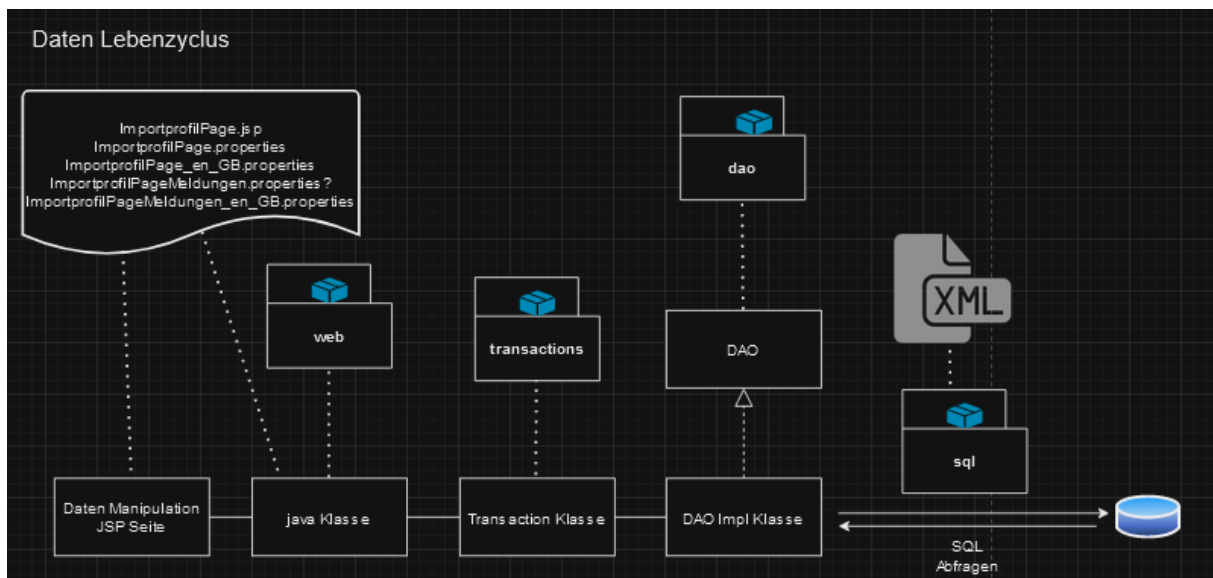 Daten Lebenzyclus
ImportprofilPage.jsp
ImportprofilPage.properties
ImportprofilPage_en_GB.properties
ImportprofilPageMeldungen.properties ?
ImportprofilPageMeldungen_en_GB.properties
dao
XML
web
transactions
DAO
sql
Daten Manipulation
JSP Seite
java Klasse
Transaction Klasse
DAO Impl Klasse
SQL
Abfragen